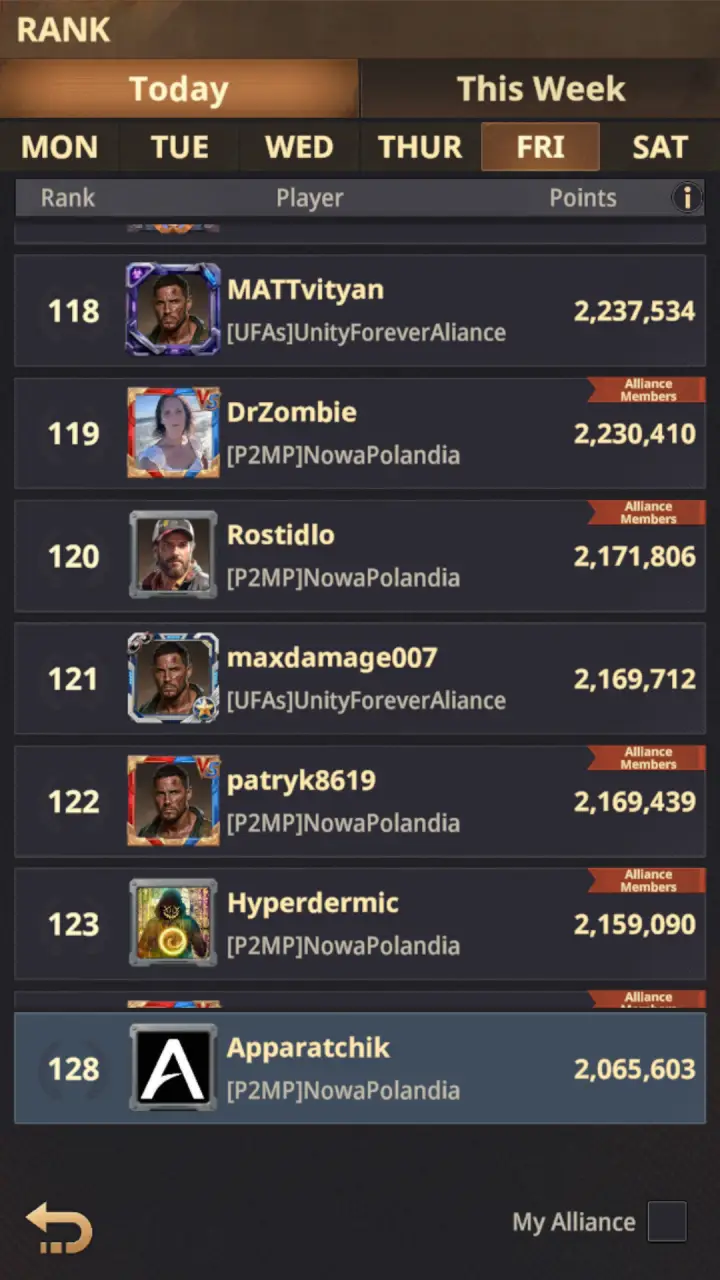 RANK
Today
This Week
MON
TUE
WED
THUR
FRI
SAT
Rank
Player
Points
118
MATTvityan
[UFAs]UnityForeverAlliance
2,237,534
119
DrZombie
[P2MP]NowaPolandia
Alliance
Members
2,230,410
120
Rostidlo
[P2MP]NowaPolandia
Alliance
Members
2,171,806
121
maxdamage007
[UFAs]UnityForeverAlliance
2,169,712
122
patryk8619
[P2MP]NowaPolandia
Alliance
Members
2,169,439
123
Hyperdermic
[P2MP]NowaPolandia
Alliance
Members
2,159,090
Alliance
128
Apparatchik
[P2MP]NowaPolandia
2,065,603
My Alliance